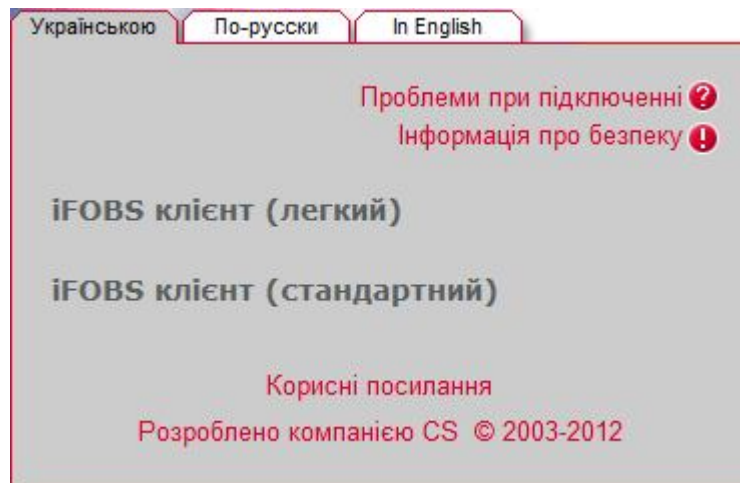 Українською По-русски In English
Проблеми при підключенні ?
Інформація про безпеку !
iFOBS клієнт (легкий)
iFOBS клієнт (стандартний)
Корисні посилання
Розроблено компанією CS © 2003-2012